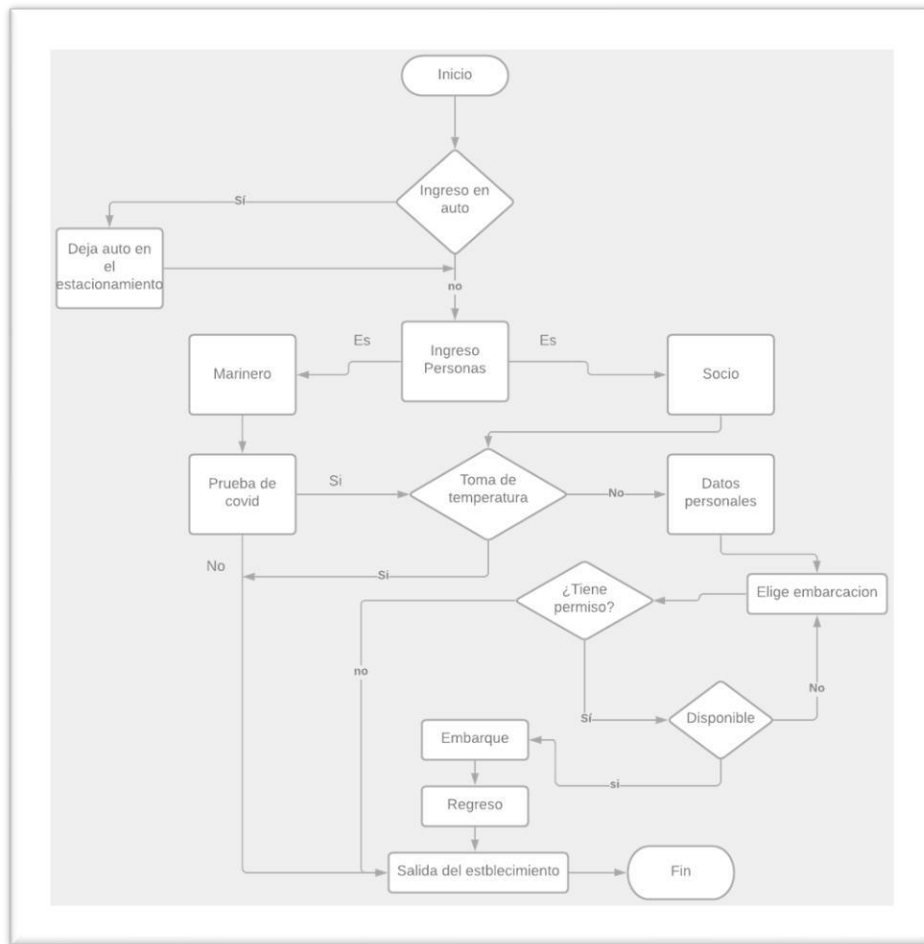 Inicio
Ingreso en
auto
Sí
Deja auto en
el
estacionamiento
no
Es
Ingreso
Personas
Es
Marinero
Socio
Prueba de
covid
Si
Toma de
temperatura
No
Datos
personales
No
Si
¿Tiene
permiso?
Elige embarcacion
no
Sí
Disponible
No
Embarque
si
Regreso
Salida del estblecimiento
Fin